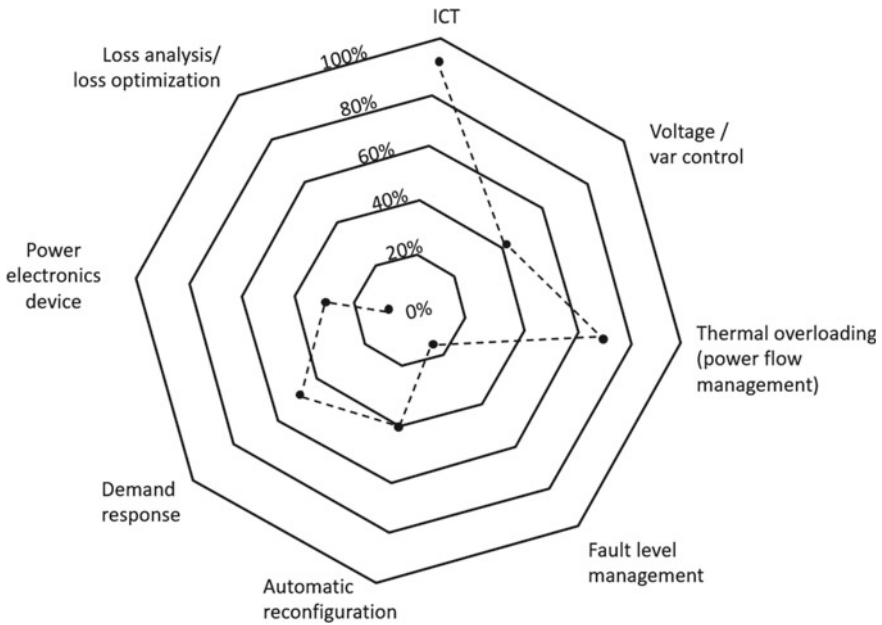 ICT
Loss analysis/
loss optimization
100%
80%
60%
40%
20%
0%
Voltage /
var control
Power
electronics
device
Thermal overloading
(power flow
management)
Demand
response
Fault level
management
Automatic
reconfiguration